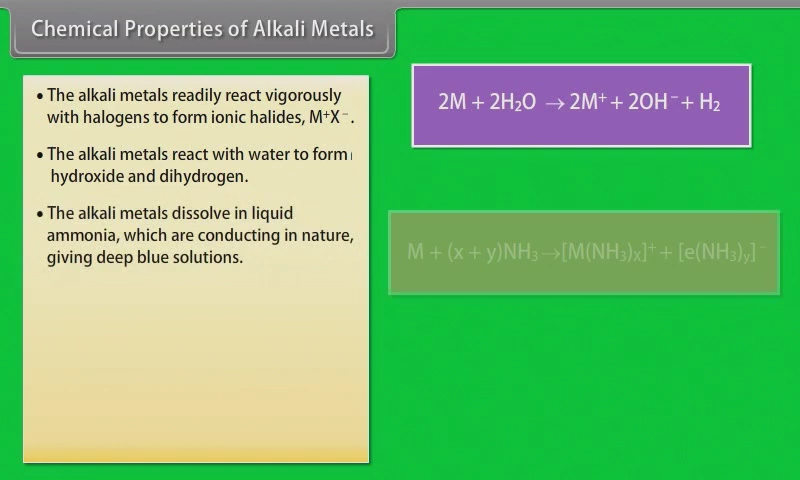 Chemical Properties of Alkali Metals
• The alkali metals readily react vigorously
with halogens to form ionic halides, M⁺X⁻.
• The alkali metals react with water to form
hydroxide and dihydrogen.
• The alkali metals dissolve in liquid
ammonia, which are conducting in nature,
giving deep blue solutions.
2M + 2H₂O → 2M⁺ + 2OH⁻ + H₂
M + (x + y)NH₃ → [M(NH₃)ₓ]⁺ + [e(NH₃)ᵧ]⁻